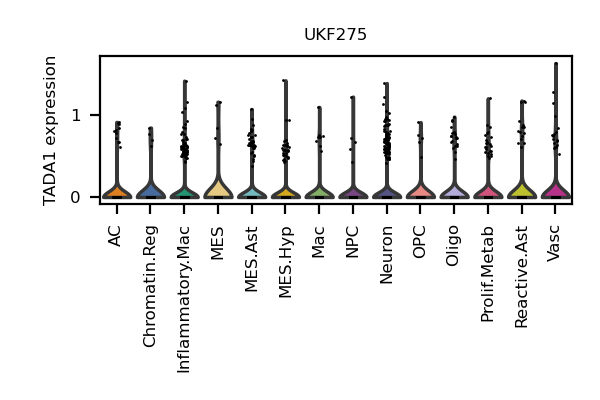 UKF275
TADA1 expression
1
0
AC
Chromatin.Reg
Inflammatory.Mac
MES
MES.Ast
MES.Hyp
Mac
NPC
Neuron
OPC
Oligo
Prolif.Metab
Reactive.Ast
Vasc